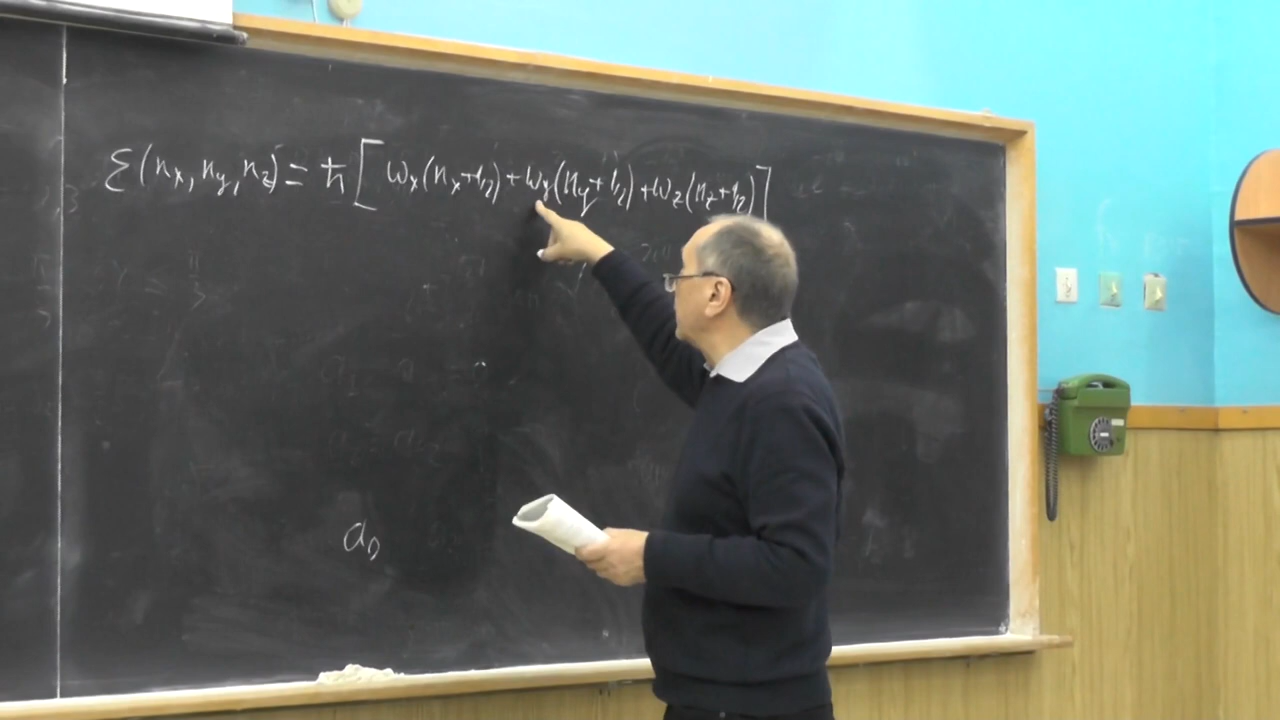 ε(nx, ny, nz) = ℏ[ωx(nx+1/2) + ωy(ny+1/2) + ωz(nz+1/2)]
a0